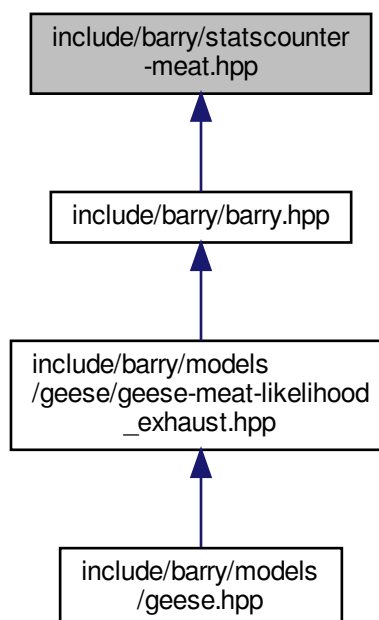 include/barry/statscounter
-meat.hpp
include/barry/barry.hpp
include/barry/models
/geese/geese-meat-likelihood
_exhaust.hpp
include/barry/models
/geese.hpp